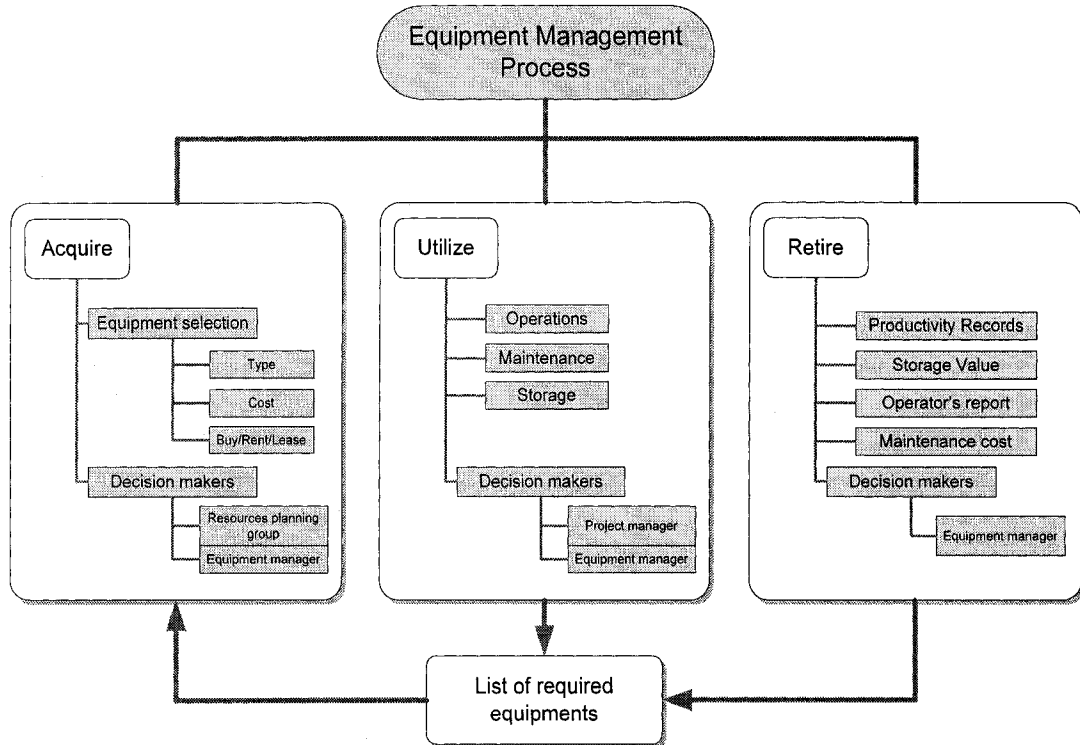 Equipment Management
Process
Acquire
Equipment selection
Type
Cost
Buy/Rent/Lease
Decision makers
Resources planning
group
Equipment manager
Utilize
Operations
Maintenance
Storage
Decision makers
Project manager
Equipment manager
Retire
Productivity Records
Storage Value
Operator's report
Maintenance cost
Decision makers
Equipment manager
List of required
equipments